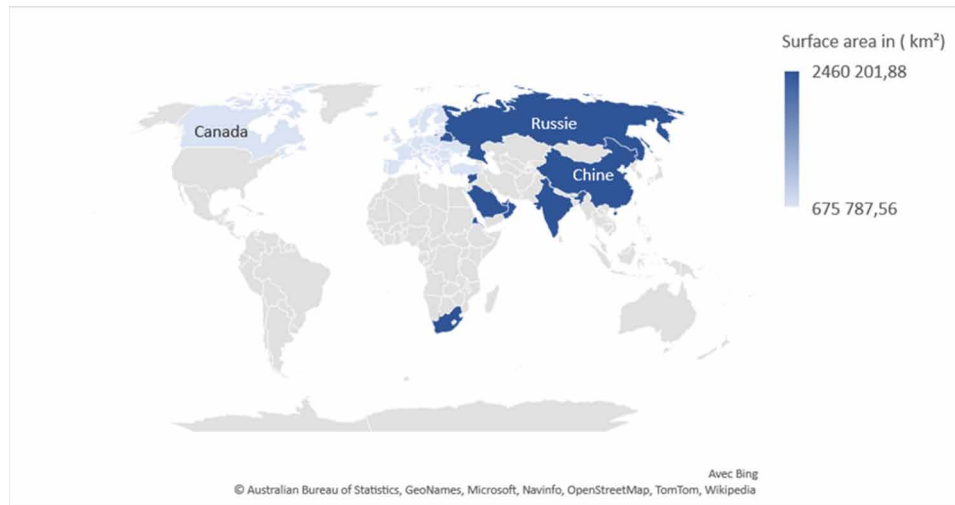 Surface area in ( km²)
2460 201,88
675 787,56
Canada
Russie
Chine
Avec Bing
© Australian Bureau of Statistics, GeoNames, Microsoft, Navinfo, OpenStreetMap, TomTom, Wikipedia